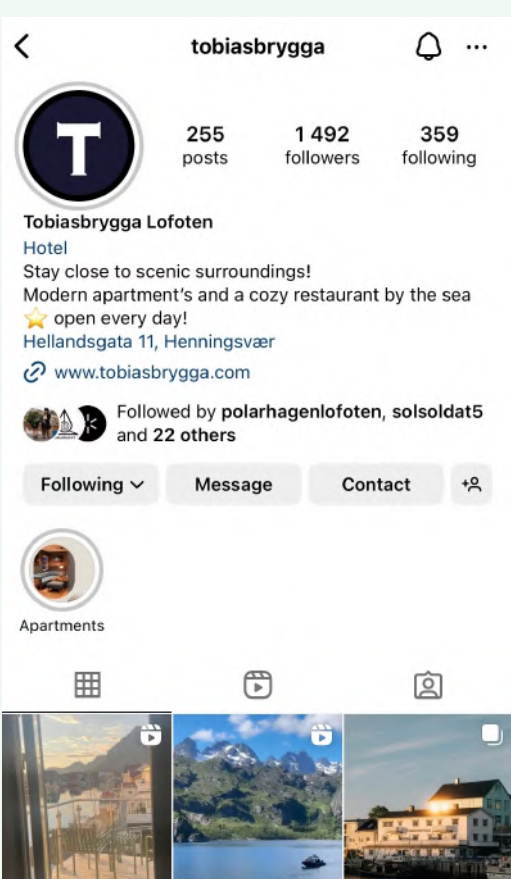 tobiasbrygga
T
255 1 492 359
posts followers following
Tobiasbrygga Lofoten
Hotel
Stay close to scenic surroundings!
Modern apartment's and a cozy restaurant by the sea
⭐ open every day!
Hellandsgata 11, Henningsvær
www.tobiasbrygga.com
Followed by polarhagenlofoten, solsoldat5
and 22 others
Following Message Contact
Apartments